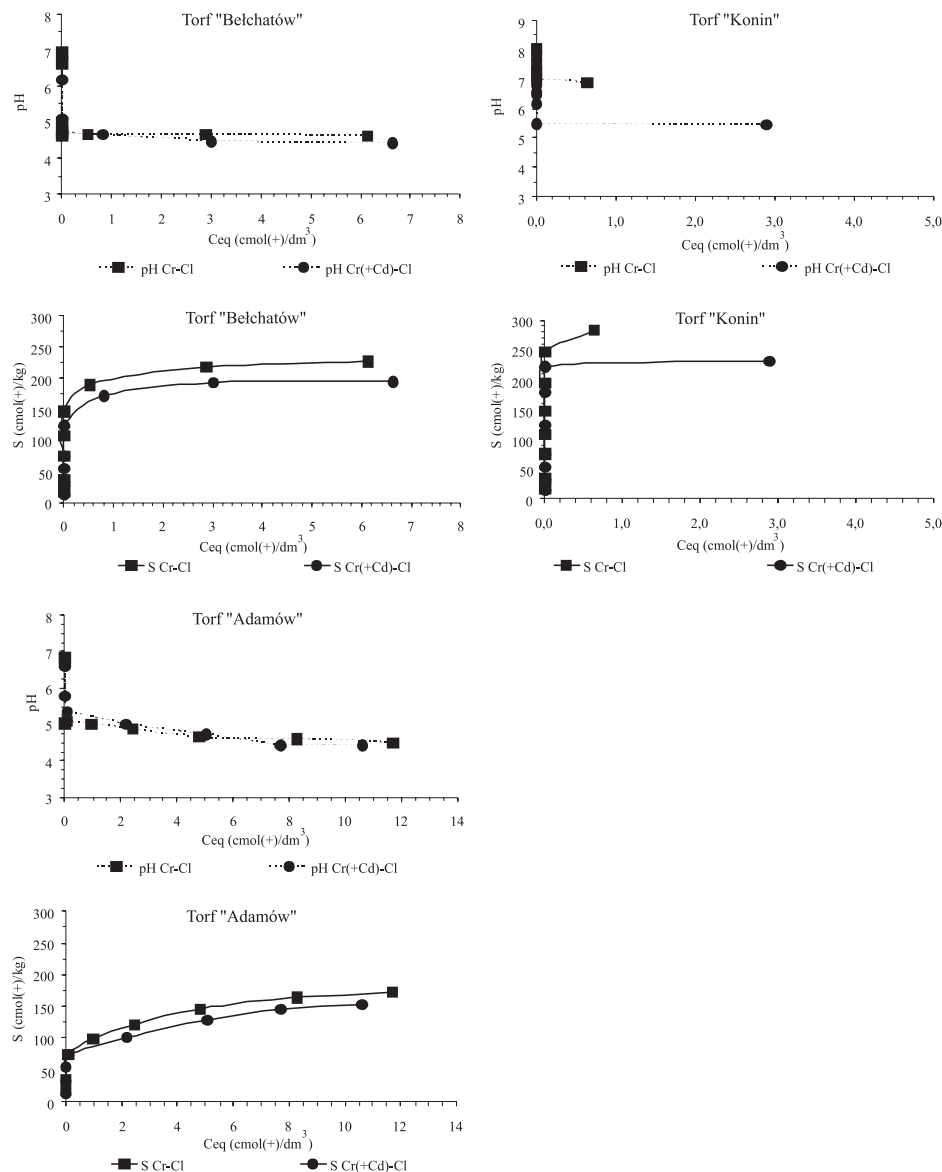 Torf "Bełchatów"
8
7
6
5
4
3
pH
0 1 2 3 4 5 6 7 8
Ceq (cmol(+)/dm³
pH Cr-Cl pH Cr(+Cd)-Cl
Torf "Konin"
9
8
7
6
5
4
3
pH
0,0 1,0 2,0 3,0 4,0 5,0
Ceq (cmol(+)/dm³
pH Cr-Cl pH Cr(+Cd)-Cl
Torf "Bełchatów"
300
250
200
150
100
50
0
S (cmol(+)/kg)
0 1 2 3 4 5 6 7 8
Ceq (cmol(+)/dm³
S Cr-Cl S Cr(+Cd)-Cl
Torf "Konin"
300
250
200
150
100
50
0
S (cmol(+)/kg)
0,0 1,0 2,0 3,0 4,0 5,0
Ceq (cmol(+)/dm³
S Cr-Cl S Cr(+Cd)-Cl
Torf "Adamów"
8
7
6
5
4
3
pH
0 2 4 6 8 10 12 14
Ceq (cmol(+)/dm³
pH Cr-Cl pH Cr(+Cd)-Cl
Torf "Adamów"
300
250
200
150
100
50
0
S (cmol(+)/kg)
0 2 4 6 8 10 12 14
Ceq (cmol(+)/dm³
S Cr-Cl S Cr(+Cd)-Cl